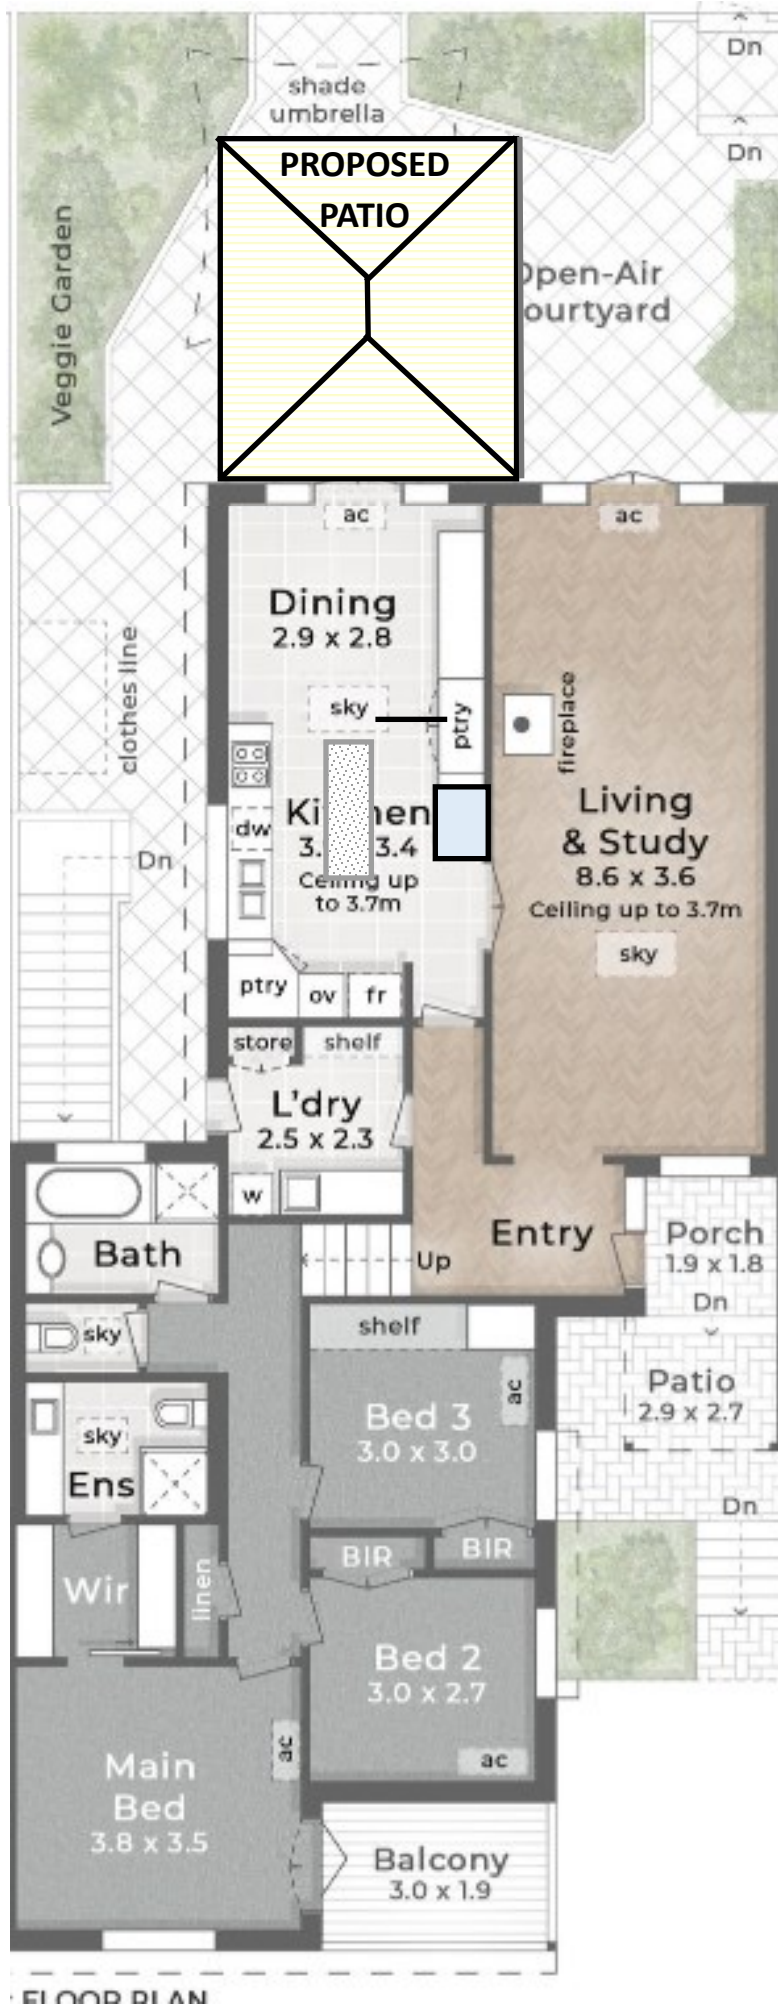 Dn
shade
umbrella
Dn
PROPOSED
PATIO
Veggie Garden
Open-Air
ourtyard
ac
ac
Dining
2.9 x 2.8
sky
ptry
fireplace
clothes line
dw
3.4
Ceiling up
to 3.7m
Living
& Study
8.6 x 3.6
Ceiling up to 3.7m
sky
Dn
ptry
ov
fr
store
shelf
L'dry
2.5 x 2.3
w
Entry
Porch
1.9 x 1.8
Dn
Bath
Up
sky
shelf
Patio
2.9 x 2.7
ac
Bed 3
3.0 x 3.0
sky
Ens
Dn
BIR
BIR
Wir
linen
Bed 2
3.0 x 2.7
ac
ac
Main
Bed
3.8 x 3.5
Balcony
3.0 x 1.9
FLOOR PLAN